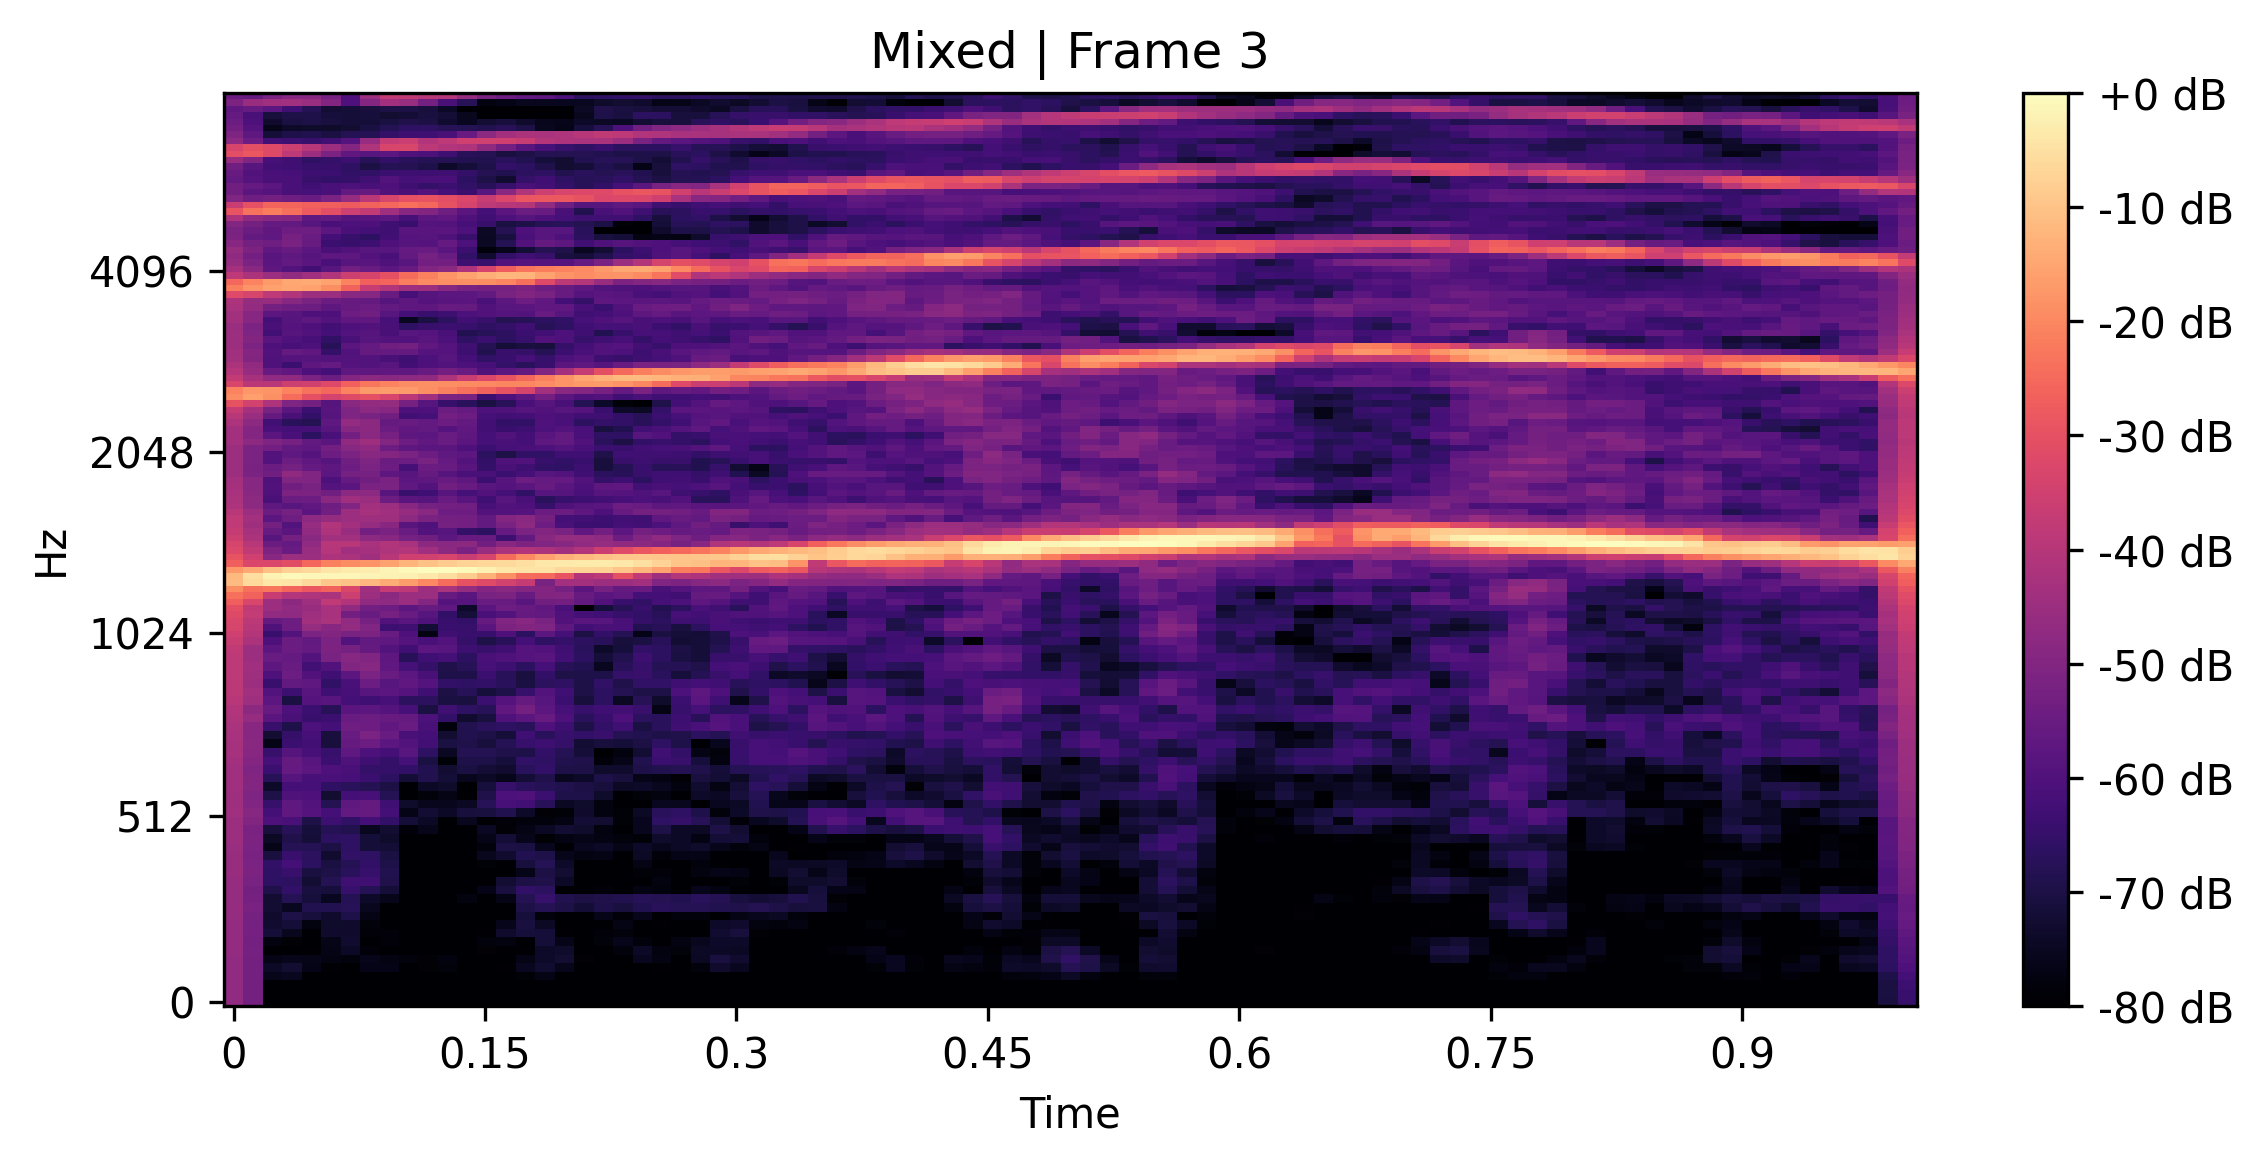 Mixed | Frame 3
Hz
4096
2048
1024
512
0
0 0.15 0.3 0.45 0.6 0.75 0.9
Time
+0 dB
-10 dB
-20 dB
-30 dB
-40 dB
-50 dB
-60 dB
-70 dB
-80 dB